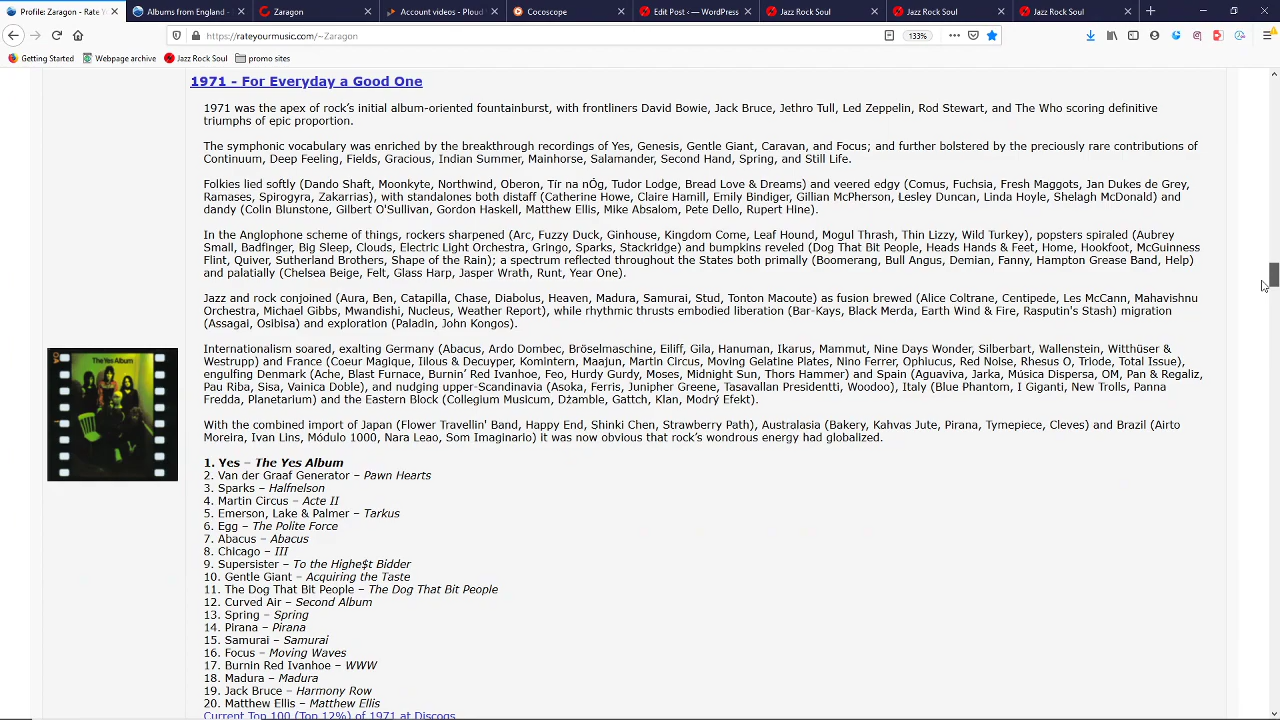 Profile: Zaragon - Rate Y
Albums from England -
Zaragon
Account videos - Ploud
Cocoscope
Edit Post ‹ — WordPress
Jazz Rock Soul
Jazz Rock Soul
Jazz Rock Soul
https://rateyourmusic.com/~Zaragon
133%
Getting Started
Webpage archive
Jazz Rock Soul
promo sites
1971 - For Everyday a Good One
1971 was the apex of rock's initial album-oriented fountainburst, with frontliners David Bowie, Jack Bruce, Jethro Tull, Led Zeppelin, Rod Stewart, and The Who scoring definitive
triumphs of epic proportion.
The symphonic vocabulary was enriched by the breakthrough recordings of Yes, Genesis, Gentle Giant, Caravan, and Focus; and further bolstered by the preciously rare contributions of
Continuum, Deep Feeling, Fields, Gracious, Indian Summer, Mainhorse, Salamander, Second Hand, Spring, and Still Life.
Folkies lied softly (Dando Shaft, Moonkyte, Northwind, Oberon, Tír na nÓg, Tudor Lodge, Bread Love & Dreams) and veered edgy (Comus, Fuchsia, Fresh Maggots, Jan Dukes de Grey,
Ramases, Spirogyra, Zakarrias), with standalones both distaff (Catherine Howe, Claire Hamill, Emily Bindiger, Gillian McPherson, Lesley Duncan, Linda Hoyle, Shelagh McDonald) and
dandy (Colin Blunstone, Gilbert O'Sullivan, Gordon Haskell, Matthew Ellis, Mike Absalom, Pete Dello, Rupert Hine).
In the Anglophone scheme of things, rockers sharpened (Arc, Fuzzy Duck, Ginhouse, Kingdom Come, Leaf Hound, Mogul Thrash, Thin Lizzy, Wild Turkey), popsters spiraled (Aubrey
Small, Badfinger, Big Sleep, Clouds, Electric Light Orchestra, Gringo, Sparks, Stackridge) and bumpkins reveled (Dog That Bit People, Heads Hands & Feet, Home, Hookfoot, McGuinness
Flint, Quiver, Sutherland Brothers, Shape of the Rain); a spectrum reflected throughout the States both primally (Boomerang, Bull Angus, Demian, Fanny, Hampton Grease Band, Help)
and palatially (Chelsea Beige, Felt, Glass Harp, Jasper Wrath, Runt, Year One).
Jazz and rock conjoined (Aura, Ben, Catapilla, Chase, Diabolus, Heaven, Madura, Samurai, Stud, Tonton Macoute) as fusion brewed (Alice Coltrane, Centipede, Les McCann, Mahavishnu
Orchestra, Michael Gibbs, Mwandishi, Nucleus, Weather Report), while rhythmic thrusts embodied liberation (Bar-Kays, Black Merda, Earth Wind & Fire, Rasputin's Stash) migration
(Assagai, Osibisa) and exploration (Paladin, John Kongos).
Internationalism soared, exalting Germany (Abacus, Ardo Dombec, Bröselmaschine, Eiliff, Gila, Hanuman, Ikarus, Mammut, Nine Days Wonder, Silberbart, Wallenstein, Witthüser &
Westrupp) and France (Coeur Magique, Illous & Decuyper, Komintern, Maajun, Martin Circus, Moving Gelatine Plates, Nino Ferrer, Ophiucus, Red Noise, Rhesus O, Triode, Total Issue),
engulfing Denmark (Ache, Blast Furnace, Burnin' Red Ivanhoe, Feo, Hurdy Gurdy, Moses, Midnight Sun, Thors Hammer) and Spain (Aguaviva, Jarka, Música Dispersa, OM, Pan & Regaliz,
Pau Riba, Sisa, Vainica Doble), and nudging upper-Scandinavia (Asoka, Ferris, Junipher Greene, Tasavallan Presidentti, Woodoo), Italy (Blue Phantom, I Giganti, New Trolls, Panna
Fredda, Planetarium) and the Eastern Block (Collegium Musicum, Dżamble, Gattch, Klan, Modrý Efekt).
With the combined import of Japan (Flower Travellin' Band, Happy End, Shinki Chen, Strawberry Path), Australasia (Bakery, Kahvas Jute, Pirana, Tymepiece, Cleves) and Brazil (Airto
Moreira, Ivan Lins, Módulo 1000, Nara Leao, Som Imaginario) it was now obvious that rock's wondrous energy had globalized.
The Yes Album
1. Yes – The Yes Album
2. Van der Graaf Generator – Pawn Hearts
3. Sparks – Halfnelson
4. Martin Circus – Acte II
5. Emerson, Lake & Palmer – Tarkus
6. Egg – The Polite Force
7. Abacus – Abacus
8. Chicago – III
9. Supersister – To the Highe$t Bidder
10. Gentle Giant – Acquiring the Taste
11. The Dog That Bit People – The Dog That Bit People
12. Curved Air – Second Album
13. Spring – Spring
14. Pirana – Pirana
15. Samurai – Samurai
16. Focus – Moving Waves
17. Burnin Red Ivanhoe – WWW
18. Madura – Madura
19. Jack Bruce – Harmony Row
20. Matthew Ellis – Matthew Ellis
Current Top 100 (Top 12%) of 1971 at Discogs